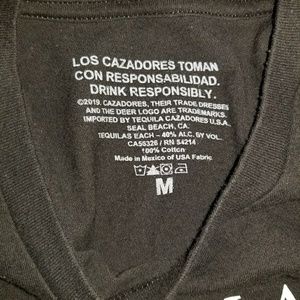 LOS CAZADORES TOMAN
CON RESPONSABILIDAD.
DRINK RESPONSIBLY.
©2019. CAZADORES, THEIR TRADE DRESSES
AND THE DEER LOGO ARE TRADEMARKS.
IMPORTED BY TEQUILA CAZADORES U.S.A.
SEAL BEACH, CA.
TEQUILAS EACH - 40% ALC. BY VOL.
CA56326 / RN 54214
100% Cotton
Made in Mexico of USA Fabric
M